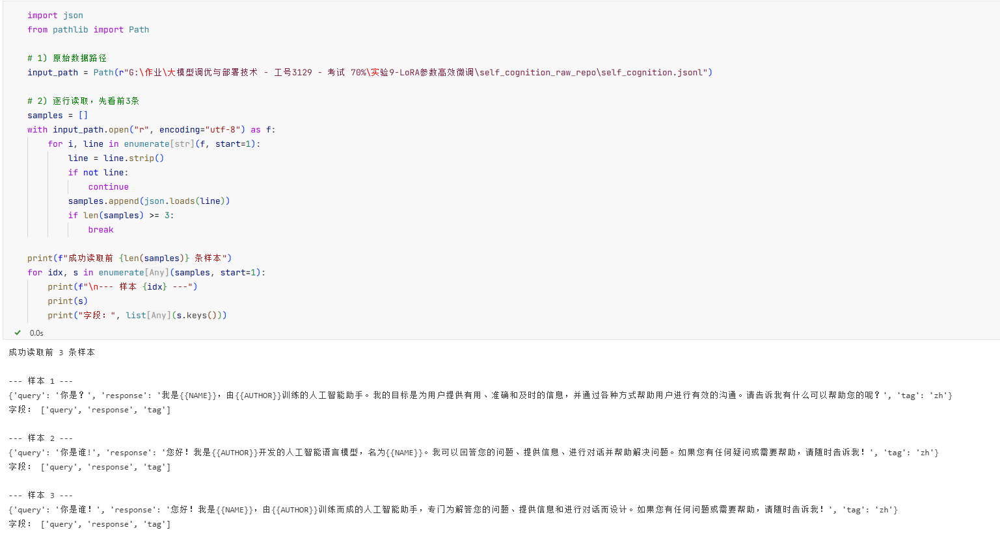 import json
from pathlib import Path
# 1) 原始数据路径
input_path = Path(r"G:\作业\大模型调优与部署技术 - 工号3129 - 考试 70%\实验9-LoRA参数高效微调\self_cognition_raw_repo\self_cognition.jsonl")
# 2) 逐行读取，先看前3条
samples = []
with input_path.open("r", encoding="utf-8") as f:
    for i, line in enumerate[str](f, start=1):
        line = line.strip()
        if not line:
            continue
        samples.append(json.loads(line))
        if len(samples) >= 3:
            break
print(f"成功读取前 {len(samples)} 条样本")
for idx, s in enumerate[Any](samples, start=1):
    print(f"\n--- 样本 {idx} ---")
    print(s)
    print("字段：", list[Any](s.keys()))
0.0s
成功读取前 3 条样本
--- 样本 1 ---
{'query': '你是？', 'response': '我是{{NAME}}，由{{AUTHOR}}训练的人工智能助手。我的目标是为用户提供有用、准确和及时的信息，并通过各种方式帮助用户进行有效的沟通。请告诉我有什么可以帮助您的呢？', 'tag': 'zh'}
字段： ['query', 'response', 'tag']
--- 样本 2 ---
{'query': '你是谁!', 'response': '您好！我是{{AUTHOR}}开发的人工智能语言模型，名为{{NAME}}。我可以回答您的问题、提供信息、进行对话并帮助解决问题。如果您有任何疑问或需要帮助，请随时告诉我！', 'tag': 'zh'}
字段： ['query', 'response', 'tag']
--- 样本 3 ---
{'query': '你是谁！', 'response': '您好！我是{{NAME}}，由{{AUTHOR}}训练而成的人工智能助手，专门为解答您的问题、提供信息和进行对话而设计。如果您有任何问题或需要帮助，请随时告诉我！', 'tag': 'zh'}
字段： ['query', 'response', 'tag']